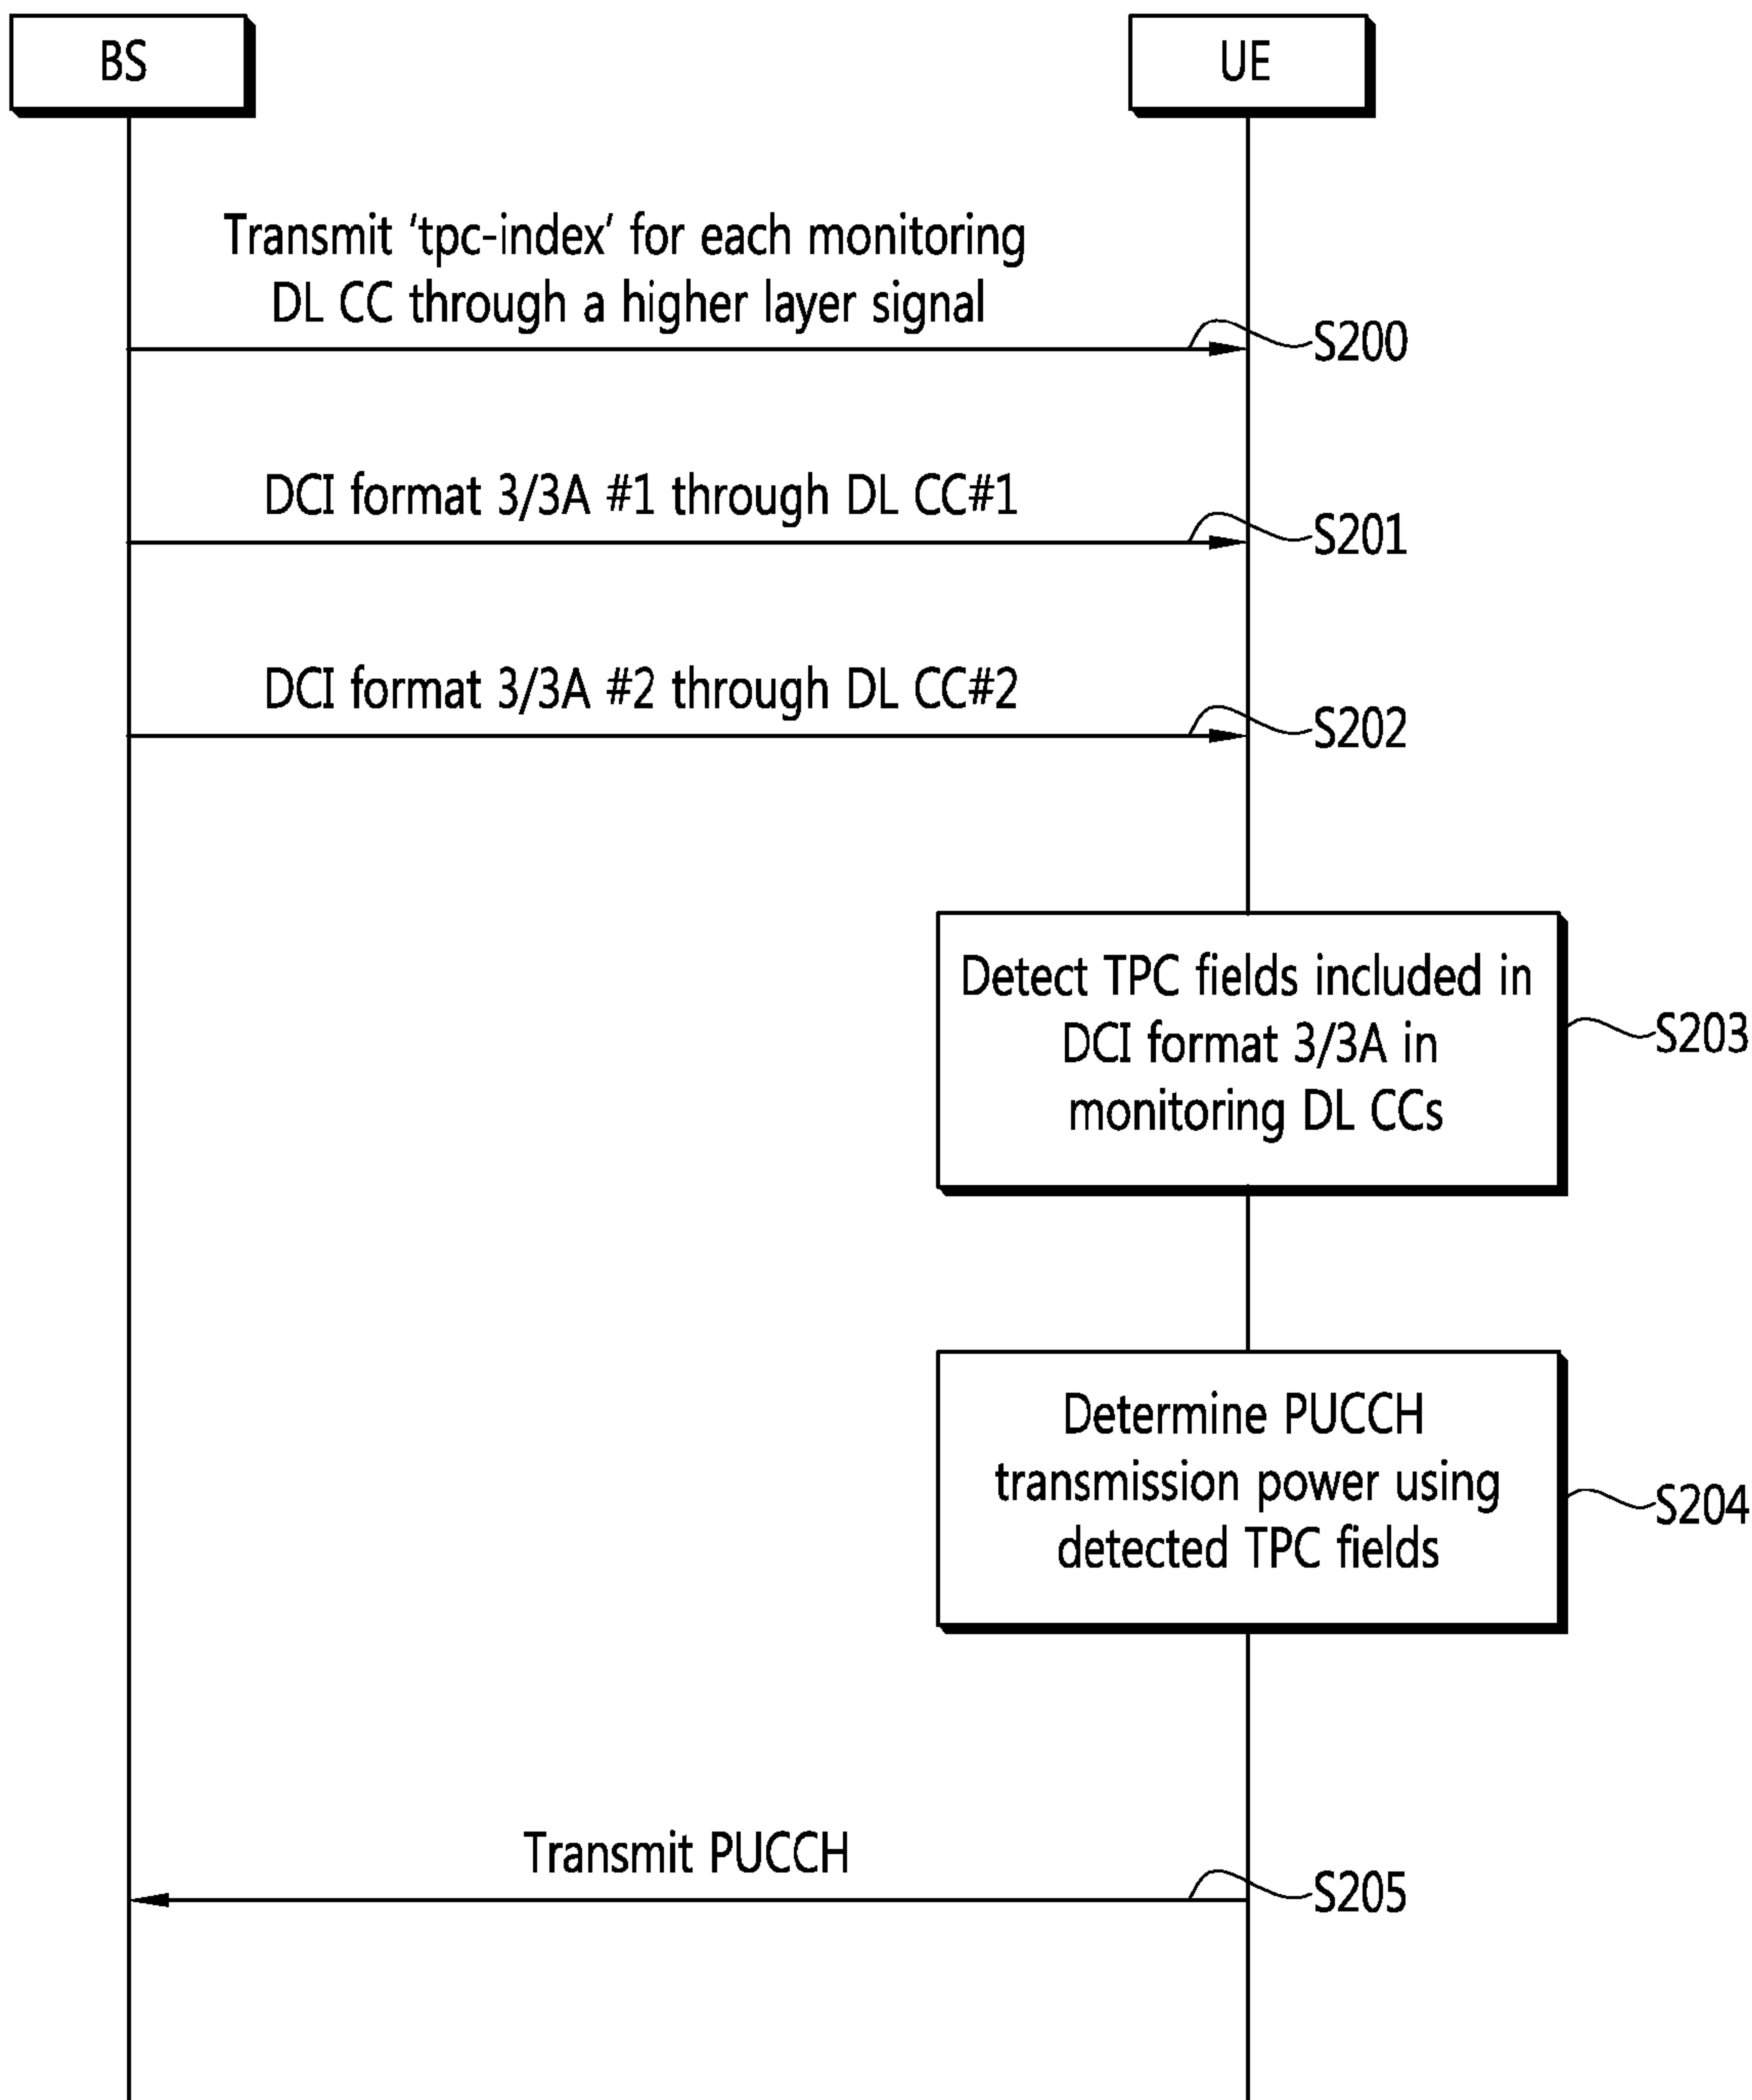 BS
UE
Transmit ‘tpc-index’ for each monitoring
DL CC through a higher layer signal
S200
DCI format 3/3A #1 through DL CC#1
S201
DCI format 3/3A #2 through DL CC#2
S202
Detect TPC fields included in
DCI format 3/3A in
monitoring DL CCs
S203
Determine PUCCH
transmission power using
detected TPC fields
S204
Transmit PUCCH
S205